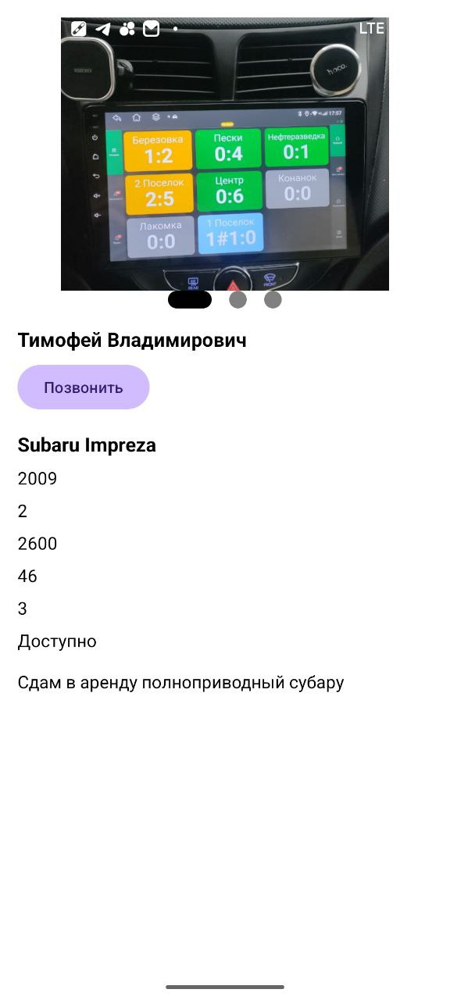 LTE
hoco.
17:57
Березовка
1:2
Пески
0:4
Нефтеразведка
0:1
2 Поселок
2:5
Центр
0:6
Конанок
0:0
Лакомка
0:0
1 Поселок
1#1:0
REAR
FRONT
Тимофей Владимирович
Позвонить
Subaru Impreza
2009
2
2600
46
3
Доступно
Сдам в аренду полноприводный субару